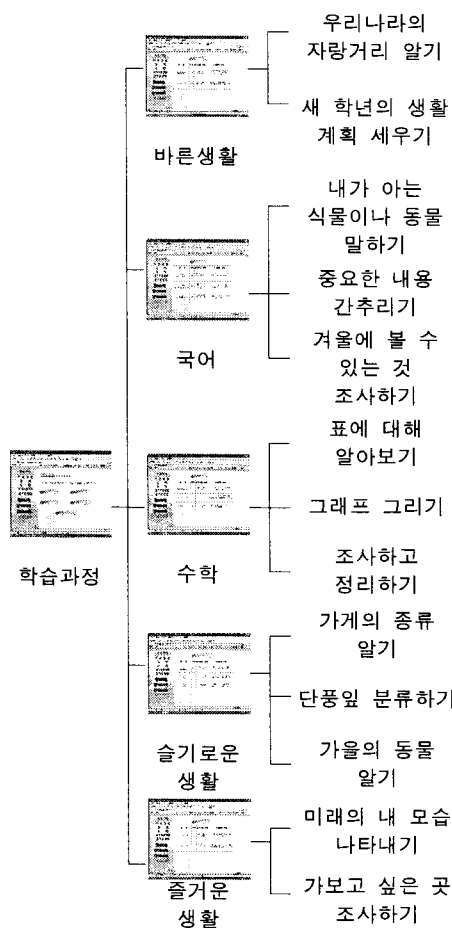 우리나라의
자랑거리 알기
새 학년의 생활
계획 세우기
바른생활
내가 아는
식물이나 동물
말하기
중요한 내용
간추리기
겨울에 볼 수
있는 것
조사하기
국어
표에 대해
알아보기
그래프 그리기
조사하고
정리하기
수학
학습과정
가게의 종류
알기
단풍잎 분류하기
가을의 동물
알기
슬기로운
생활
미래의 내 모습
나타내기
가보고 싶은 곳
조사하기
즐거운
생활